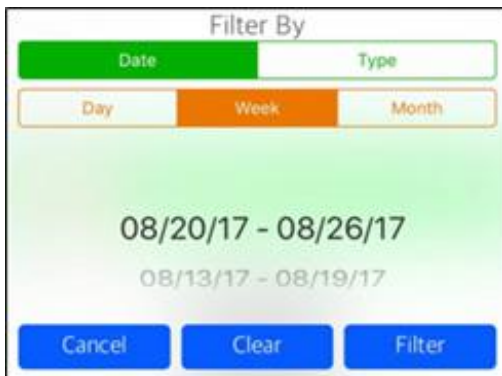 Filter By
Date Type
Day Week Month
08/20/17 - 08/26/17
08/13/17 - 08/19/17
Cancel Clear Filter